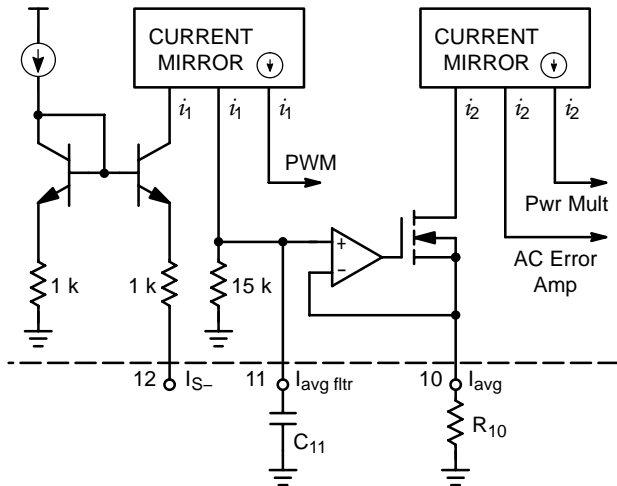 CURRENT
MIRROR
CURRENT
MIRROR
i1
i1
i1
i2
i2
i2
PWM
Pwr Mult
AC Error
Amp
+
–
1 k
1 k
15 k
12
IS–
11
Iavg fltr
10
Iavg
C11
R10